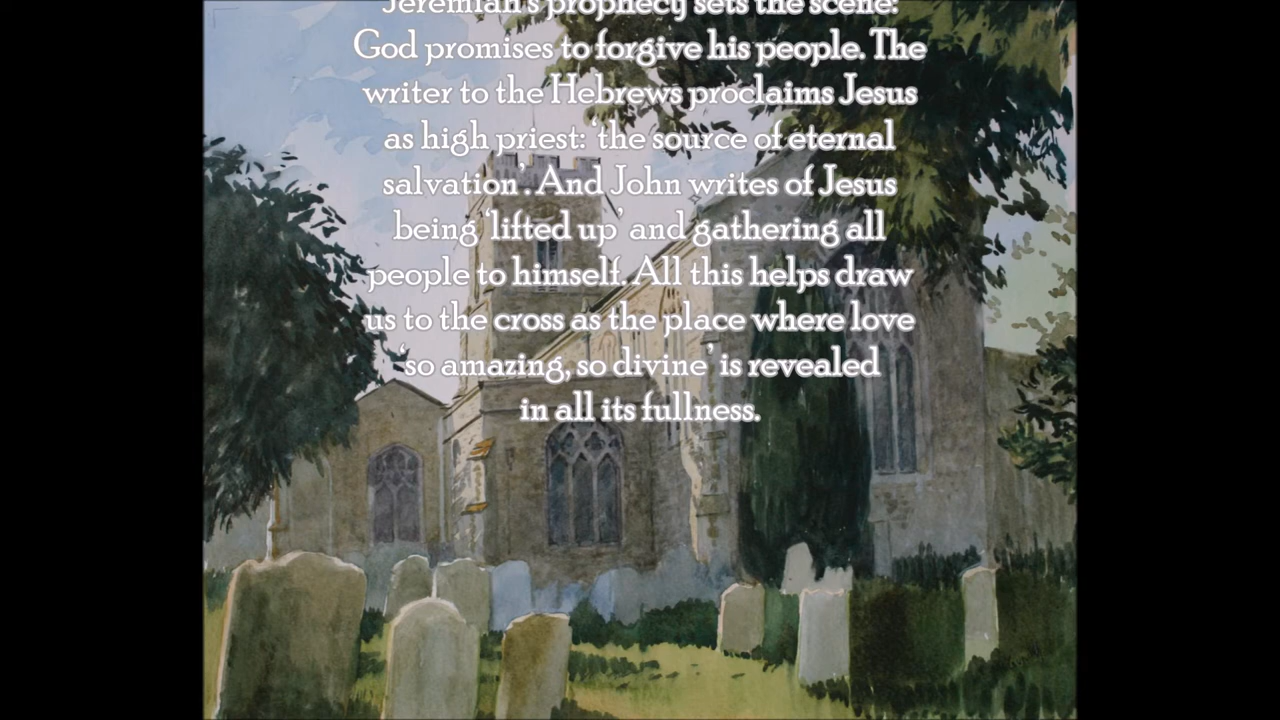 Jeremiah's prophecy sets the scene:
God promises to forgive his people. The
writer to the Hebrews proclaims Jesus
as high priest: ‘the source of eternal
salvation’. And John writes of Jesus
being ‘lifted up’ and gathering all
people to himself. All this helps draw
us to the cross as the place where love
‘so amazing, so divine’ is revealed
in all its fullness.